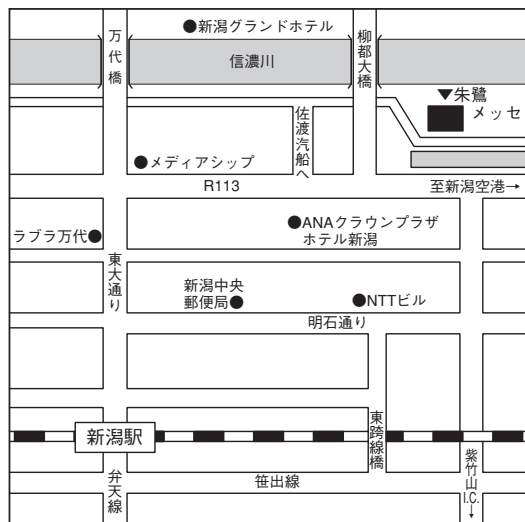 ●新潟グランドホテル
万代橋
柳都大橋
信濃川
▼朱鷺
メッセ
佐渡汽船へ
●メディアシップ
R113
至新潟空港→
●ANAクラウンプラザ
ホテル新潟
ラブラ万代●
東大通り
新潟中央
郵便局●
●NTTビル
明石通り
新潟駅
東跨線橋
笹出線
弁天線
紫竹山I.C.↓